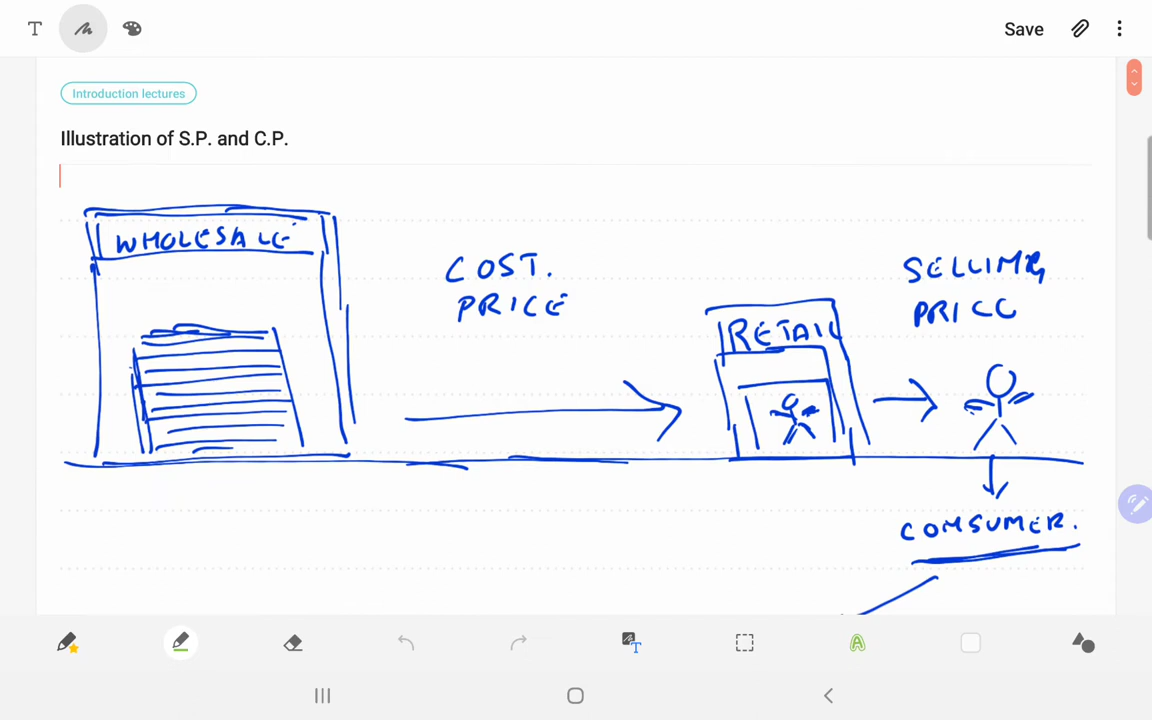 Save
Introduction lectures
Illustration of S.P. and C.P.
WHOLESALE
COST.
PRICE
RETAIL
SELLING
PRICE
CONSUMER.